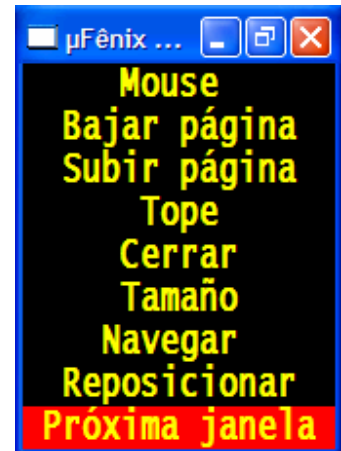 µFênix ...
Mouse
Bajar página
Subir página
Tope
Cerrar
Tamaño
Navegar
Reposicionar
Próxima janela